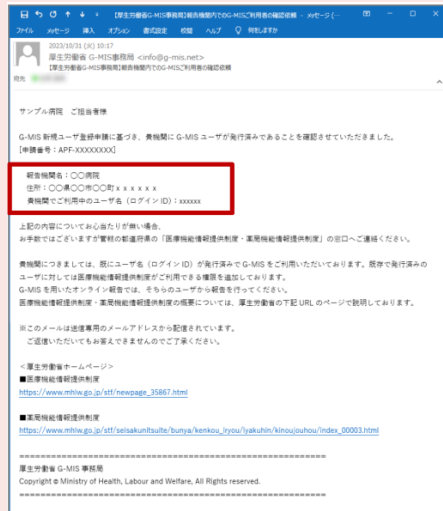 【厚生労働省G-MIS事務局】報告機関内でのG-MISご利用者の確認依頼 - メッセージ (…
ファイル メッセージ 挿入 オプション 書式設定 校閲 ヘルプ 何をしますか
2023/10/31 (火) 10:17
厚生労働省 G-MIS事務局 <info@g-mis.net>
【厚生労働省G-MIS事務局】報告機関内でのG-MISご利用者の確認依頼
宛先
サンプル病院 ご担当者様
G-MIS 新規ユーザ登録申請に基づき、貴機関に G-MIS ユーザが発行済みであることを確認させていただきました。
[申請番号：APF-XXXXXXXX]
報告機関名：〇〇病院
住所：〇〇県〇〇市〇〇町ｘｘｘｘｘｘ
貴機関でご利用中のユーザ名（ログイン ID）：xxxxxx
上記の内容についてお心当たりが無い場合、
お手数ではございますが管轄の都道府県の「医療機能情報提供制度・薬局機能情報提供制度」の窓口へご連絡ください。
貴機関につきましては、既にユーザ名（ログイン ID）が発行済みで G-MIS をご利用いただいております。既存で発行済みの
ユーザに対しては医療機能情報提供制度がご利用できる権限を追加しております。
G-MIS を用いたオンライン報告では、そちらのユーザから報告を行ってください。
医療機能情報提供制度・薬局機能情報提供制度の概要については、厚生労働省の下記 URL のページで説明しております。
※このメールは送信専用のメールアドレスから配信されています。
ご返信いただいてもお答えできませんのでご了承ください。
＜厚生労働省ホームページ＞
■医療機能情報提供制度
https://www.mhlw.go.jp/stf/newpage_35867.html
■薬局機能情報提供制度
https://www.mhlw.go.jp/stf/seisakunitsuite/bunya/kenkou_iryou/iyakuhin/kinoujouhou/index_00003.html
============================================================
厚生労働省 G-MIS 事務局
Copyright © Ministry of Health, Labour and Welfare, All Rights reserved.
============================================================